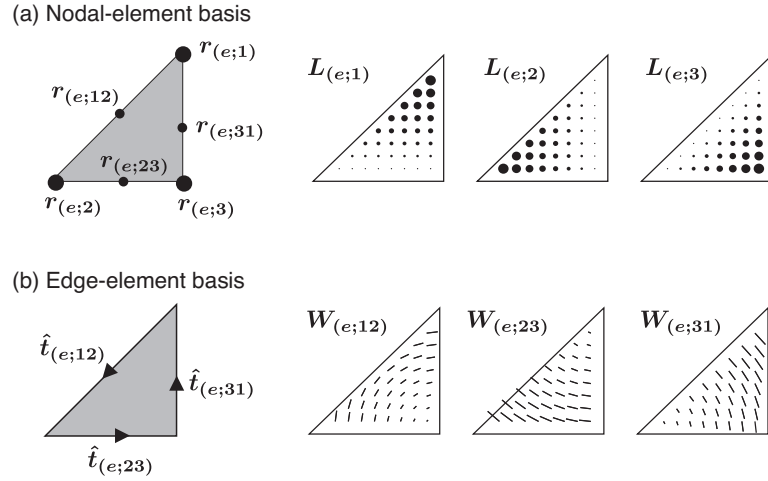 (a) Nodal-element basis
r(e;1)
r(e;12)
r(e;31)
r(e;23)
r(e;2)
r(e;3)
L(e;1)
L(e;2)
L(e;3)
(b) Edge-element basis
t̂(e;12)
t̂(e;31)
t̂(e;23)
W(e;12)
W(e;23)
W(e;31)